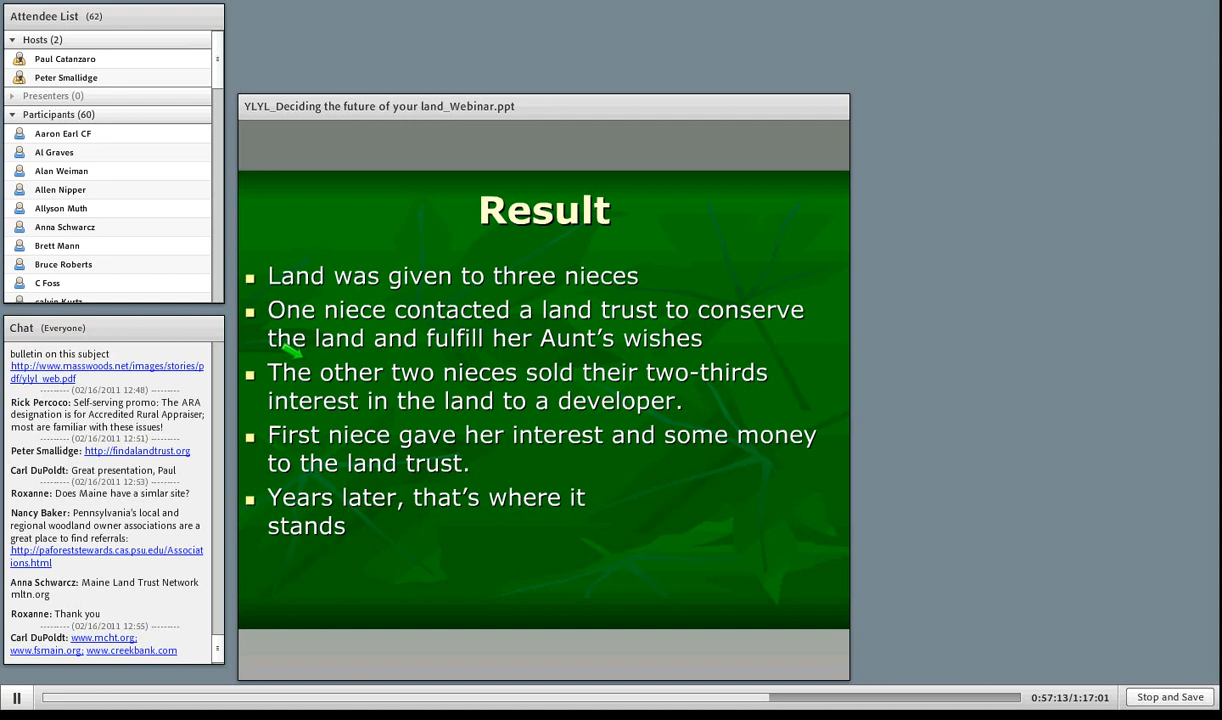 Attendee List (62)
Hosts (2)
Paul Catanzaro
Peter Smallidge
Presenters (0)
Participants (60)
Aaron Earl CF
Al Graves
Alan Weiman
Allen Nipper
Allyson Muth
Anna Schwarcz
Brett Mann
Bruce Roberts
C Foss
calvin Kurtz
Chat (Everyone)
bulletin on this subject
http://www.masswoods.net/images/stories/p
df/ylyl_web.pdf
--------- (02/16/2011 12:48) ---------
Rick Percoco: Self-serving promo: The ARA
designation is for Accredited Rural Appraiser;
most are familiar with these issues!
--------- (02/16/2011 12:51) ---------
Peter Smallidge: http://findalandtrust.org
Carl DuPoldt: Great presentation, Paul
--------- (02/16/2011 12:53) ---------
Roxanne: Does Maine have a simlar site?
Nancy Baker: Pennsylvania's local and
regional woodland owner associations are a
great place to find referrals:
http://paforeststewards.cas.psu.edu/Associat
ions.html
Anna Schwarcz: Maine Land Trust Network
mltn.org
Roxanne: Thank you
--------- (02/16/2011 12:55) ---------
Carl DuPoldt: www.mcht.org;
www.fsmain.org; www.creekbank.com
YLYL_Deciding the future of your land_Webinar.ppt
Result
Land was given to three nieces
One niece contacted a land trust to conserve
the land and fulfill her Aunt's wishes
The other two nieces sold their two-thirds
interest in the land to a developer.
First niece gave her interest and some money
to the land trust.
Years later, that's where it
stands
0:57:13/1:17:01
Stop and Save